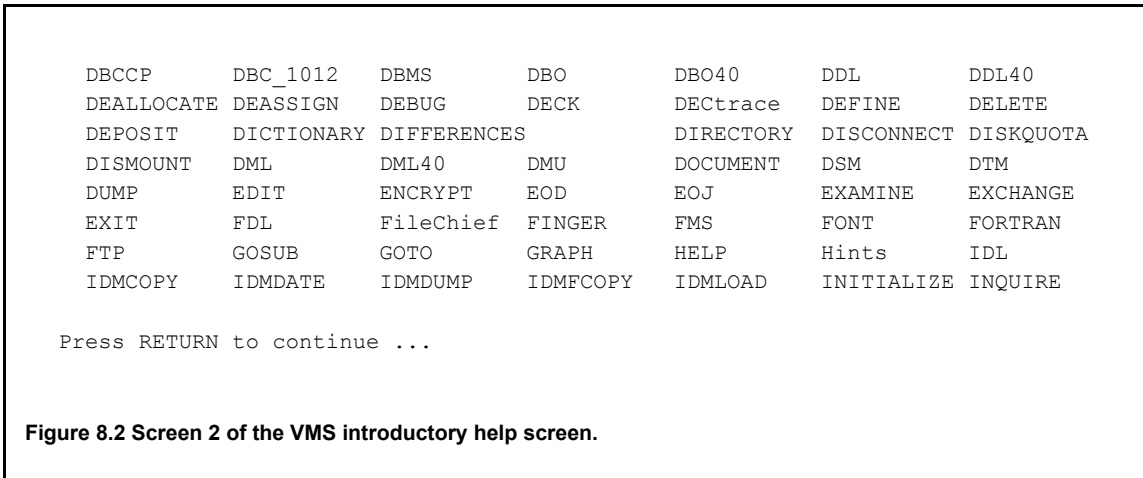 DBCCP      DBC_1012   DBMS       DBO        DBO40      DDL        DDL40
DEALLOCATE DEASSIGN   DEBUG      DECK       DECtrace   DEFINE     DELETE
DEPOSIT    DICTIONARY DIFFERENCES           DIRECTORY  DISCONNECT DISKQUOTA
DISMOUNT   DML        DML40      DMU        DOCUMENT   DSM        DTM
DUMP       EDIT       ENCRYPT    EOD        EOJ        EXAMINE    EXCHANGE
EXIT       FDL        FileChief  FINGER     FMS        FONT       FORTRAN
FTP        GOSUB      GOTO       GRAPH      HELP       Hints      IDL
IDMCOPY    IDMDATE    IDMDUMP    IDMFCOPY   IDMLOAD    INITIALIZE INQUIRE
Press RETURN to continue ...
Figure 8.2 Screen 2 of the VMS introductory help screen.